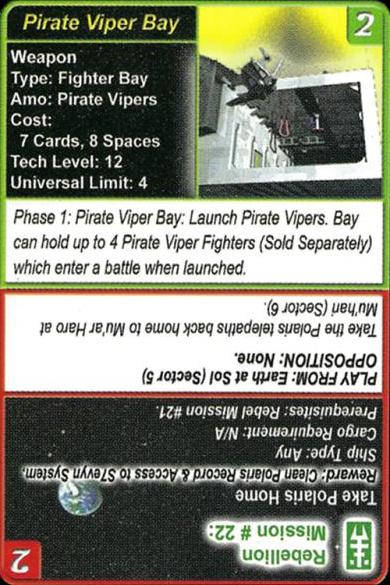 Pirate Viper Bay
2
Weapon
Type: Fighter Bay
Amo: Pirate Vipers
Cost:
7 Cards, 8 Spaces
Tech Level: 12
Universal Limit: 4
Phase 1: Pirate Viper Bay: Launch Pirate Vipers. Bay
can hold up to 4 Pirate Viper Fighters (Sold Separately)
which enter a battle when launched.
Rebellion
Mission # 22:
2
Take Polaris Home
Reward: Clean Polaris Record & Access to S7evyn System.
Ship Type: Any
Cargo Requirement: N/A
Prerequisites: Rebel Mission #21.
PLAY FROM: Earth at Sol (Sector 5)
OPPOSITION: None.
Take the Polaris telepaths back home to Mu'ar Haro at
Mu'hari (Sector 6).